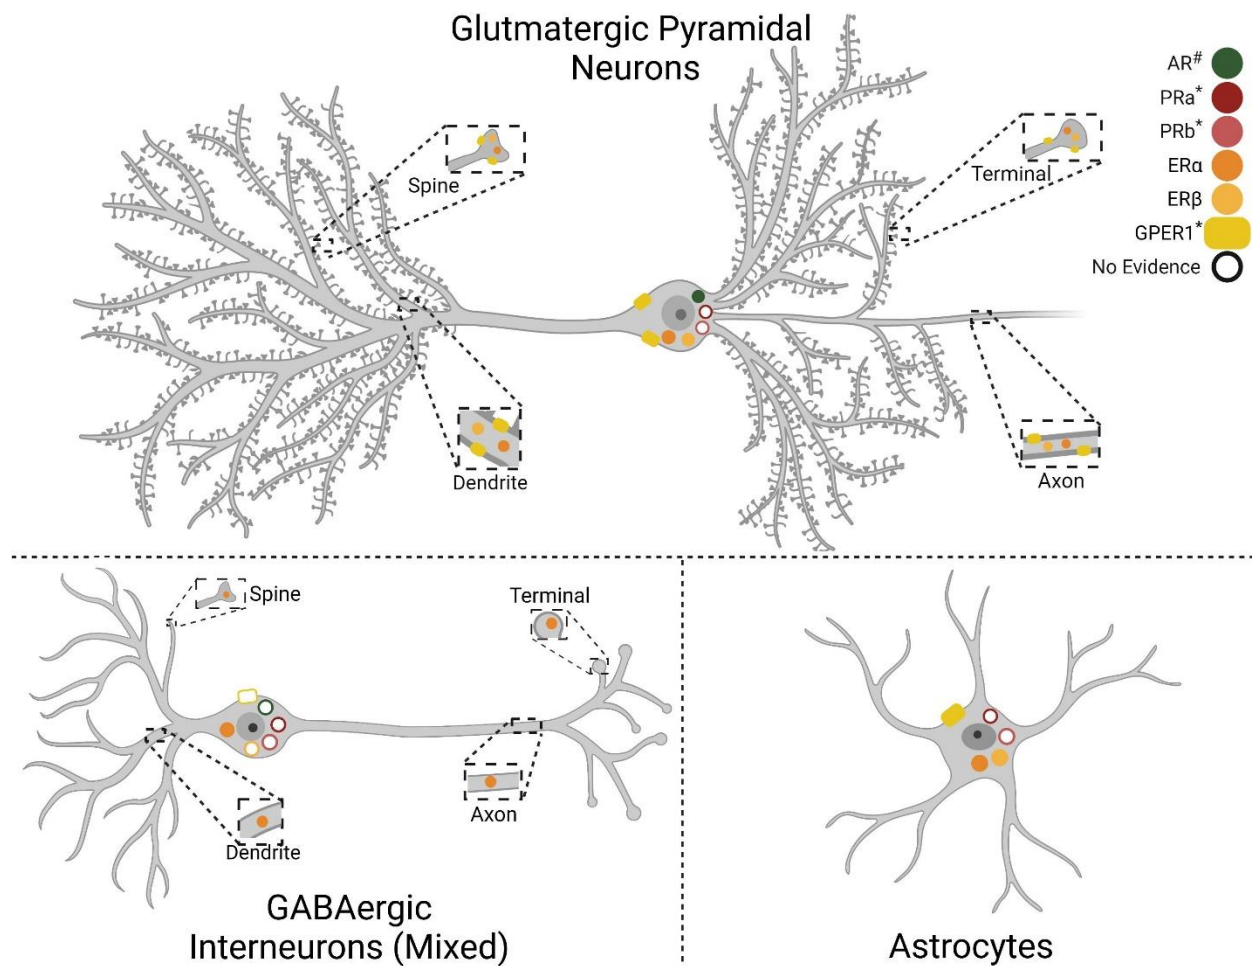 Glutmatergic Pyramidal
Neurons
AR#
PRa*
PRb*
ERα
ERβ
GPER1*
No Evidence
Spine
Terminal
Dendrite
Axon
Spine
Terminal
Axon
Dendrite
GABAergic
Interneurons (Mixed)
Astrocytes